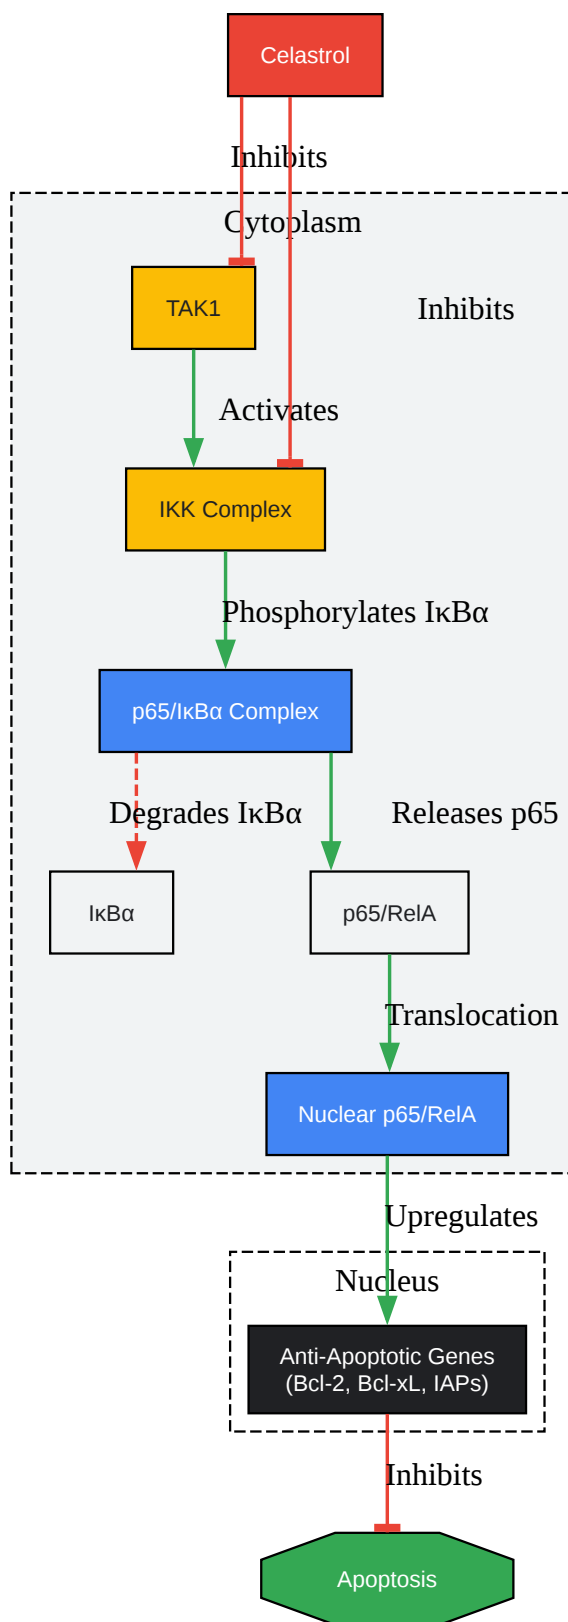 Celastrol
Inhibits
Cytoplasm
TAK1
Inhibits
Activates
IKK Complex
Phosphorylates IκBα
p65/IκBα Complex
Degrades IκBα
Releases p65
IκBα
p65/RelA
Translocation
Nuclear p65/RelA
Upregulates
Nucleus
Anti-Apoptotic Genes
(Bcl-2, Bcl-xL, IAPs)
Inhibits
Apoptosis